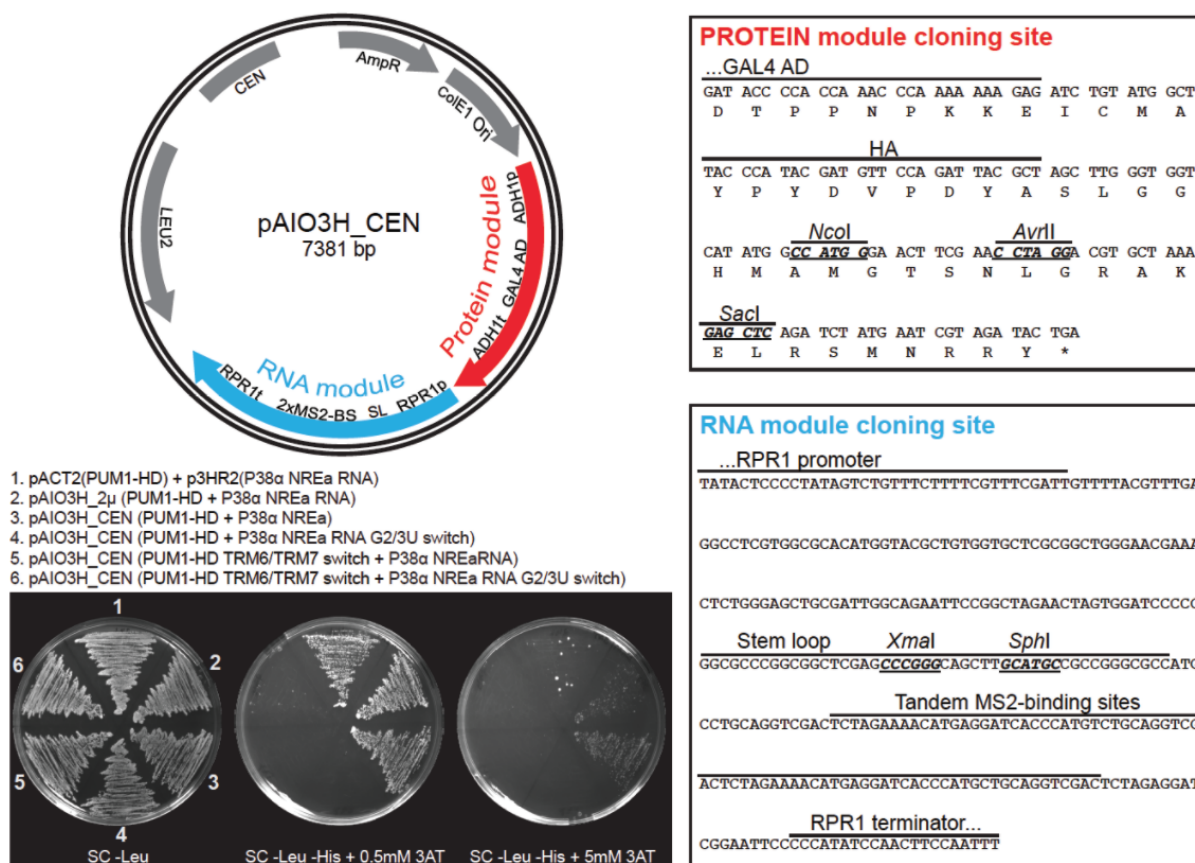 AmpR
ColE1 Ori
ADH1p
GAL4 AD
ADH1t
Protein module
RPR1p
SL
2xMS2-BS
RPR1t
RNA module
LEU2
CEN
pAIO3H_CEN
7381 bp
1. pACT2(PUM1-HD) + p3HR2(P38α NREa RNA)
2. pAIO3H_2μ (PUM1-HD + P38α NREa RNA)
3. pAIO3H_CEN (PUM1-HD + P38α NREa)
4. pAIO3H_CEN (PUM1-HD + P38α NREa RNA G2/3U switch)
5. pAIO3H_CEN (PUM1-HD TRM6/TRM7 switch + P38α NREaRNA)
6. pAIO3H_CEN (PUM1-HD TRM6/TRM7 switch + P38α NREa RNA G2/3U switch)
1
2
3
4
5
6
SC -Leu
SC -Leu -His + 0.5mM 3AT
SC -Leu -His + 5mM 3AT
PROTEIN module cloning site
...GAL4 AD
GAT ACC CCA CCA AAC CCA AAA AAA GAG ATC TGT ATG GCT
D T P P N P K K E I C M A
HA
TAC CCA TAC GAT GTT CCA GAT TAC GCT AGC TTG GGT GGT
Y P Y D V P D Y A S L G G
NcoI AvrII
CAT ATG GCC ATG GGA ACT TCG AAC CTA GGA CGT GCT AAA
H M A M G T S N L G R A K
SacI
GAG CTC AGA TCT ATG AAT CGT AGA TAC TGA
E L R S M N R R Y *
RNA module cloning site
...RPR1 promoter
TATACTCCCCTATAGTCTGTTTCTTTTCGTTTCGATTGTTTTACGTTTGA
GGCCTCGTGGCGCACATGGTACGCTGTGGTGCTCGCGGCTGGGAACGAAA
CTCTGGGAGCTGCGATTGGCAGAATTCCGGCTAGAACTAGTGGATCCCCC
Stem loop XmaI SphI
GGCGCCCGGCGGCTCGAGCCCGGGCAGCTTGCATGCCGCCGGGCGCCATG
Tandem MS2-binding sites
CCTGCAGGTCGACTCTAGAAAACATGAGGATCACCCATGTCTGCAGGTCG
ACTCTAGAAAACATGAGGATCACCCATGCTGCAGGTCGACTCTAGAGGAT
RPR1 terminator...
CGGAATTCCCCCATATCCAACTTCCAATTT